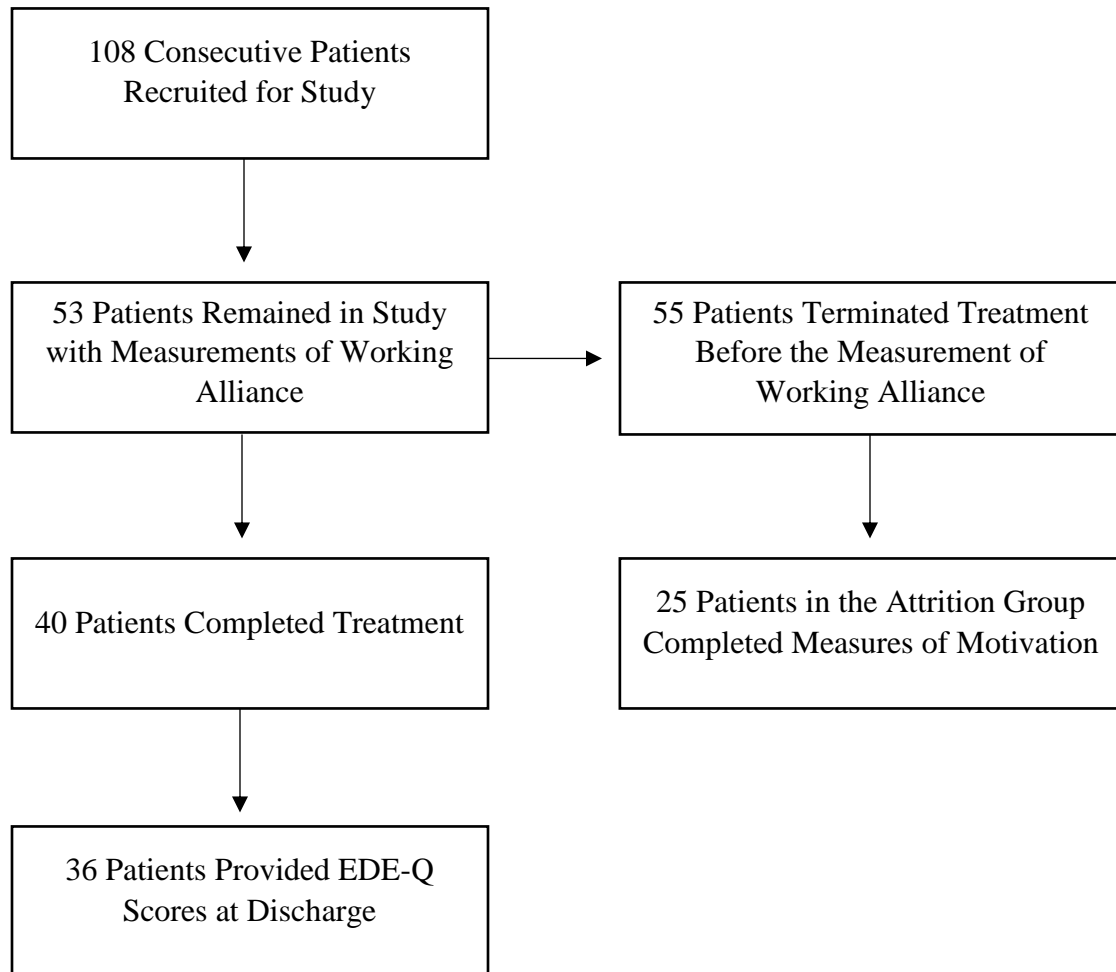 108 Consecutive Patients
Recruited for Study
53 Patients Remained in Study
with Measurements of Working
Alliance
55 Patients Terminated Treatment
Before the Measurement of
Working Alliance
40 Patients Completed Treatment
25 Patients in the Attrition Group
Completed Measures of Motivation
36 Patients Provided EDE-Q
Scores at Discharge